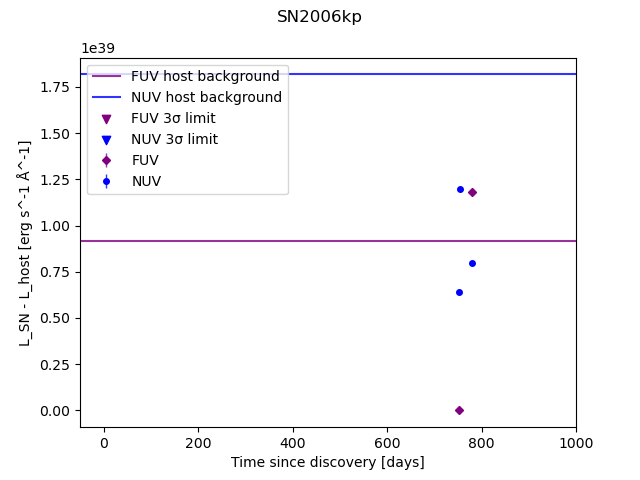 SN2006kp
1e39
FUV host background
NUV host background
FUV 3σ limit
NUV 3σ limit
FUV
NUV
L_SN - L_host [erg s^-1 Å^-1]
1.75
1.50
1.25
1.00
0.75
0.50
0.25
0.00
0 200 400 600 800 1000
Time since discovery [days]